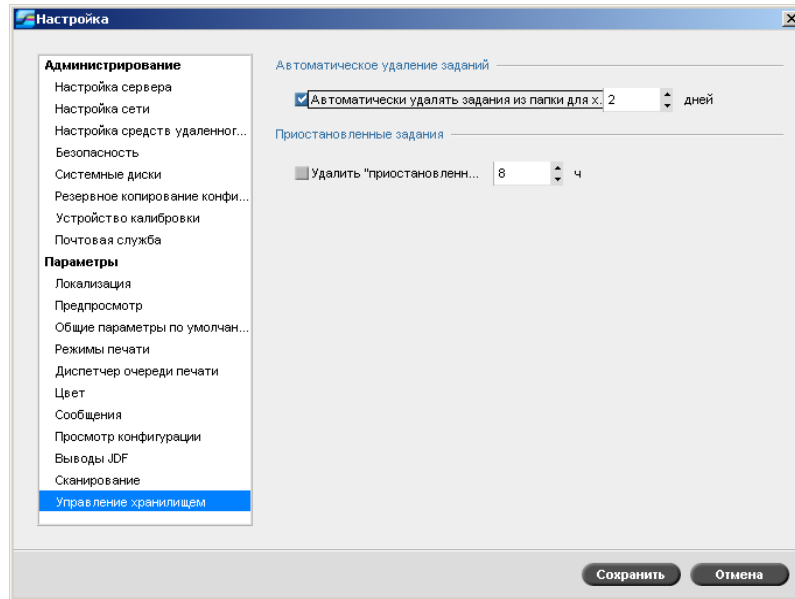 Настройка
Администрирование
Настройка сервера
Настройка сети
Настройка средств удаленног...
Безопасность
Системные диски
Резервное копирование конфи...
Устройство калибровки
Почтовая служба
Параметры
Локализация
Предпросмотр
Общие параметры по умолчан...
Режимы печати
Диспетчер очереди печати
Цвет
Сообщения
Просмотр конфигурации
Выводы JDF
Сканирование
Управление хранилищем
Автоматическое удаление заданий
Автоматически удалять задания из папки для х. 2 дней
Приостановленные задания
Удалить "приостановленн... 8 ч
Сохранить Отмена